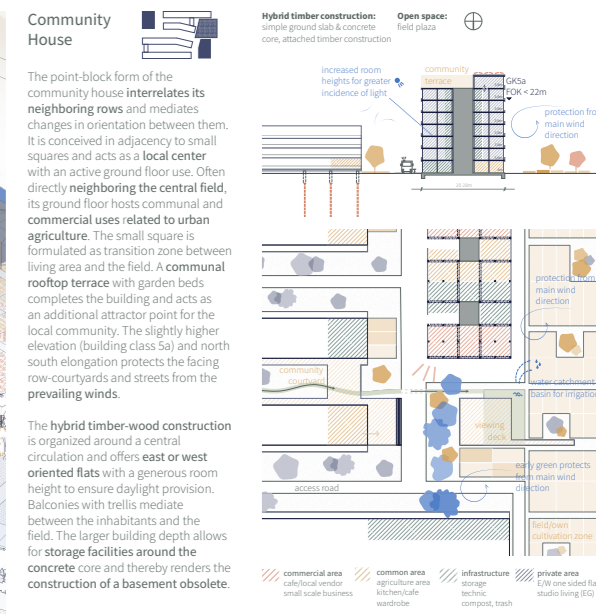 Community
House
The point-block form of the
community house interrelates its
neighboring rows and mediates
changes in orientation between them.
It is conceived in adjacency to small
squares and acts as a local center
with an active ground floor use. Often
directly neighboring the central field,
its ground floor hosts communal and
commercial uses related to urban
agriculture. The small square is
formulated as transition zone between
living area and the field. A communal
rooftop terrace with garden beds
completes the building and acts as
an additional attractor point for the
local community. The slightly higher
elevation (building class 5a) and north
south elongation protects the facing
row-courtyards and streets from the
prevailing winds.
The hybrid timber-wood construction
is organized around a central
circulation and offers east or west
oriented flats with a generous room
height to ensure daylight provision.
Balconies with trellis mediate
between the inhabitants and the
field. The larger building depth allows
for storage facilities around the
concrete core and thereby renders the
construction of a basement obsolete.
Hybrid timber construction:
simple ground slab & concrete
core, attached timber construction
Open space:
field plaza
increased room
heights for greater
incidence of light
community
terrace
GK5a
FOK < 22m
protection from
main wind
direction
protection from
main wind
direction
community
courtyard
water catchment
basin for irrigation
viewing
deck
early green protects
from main wind
direction
access road
field/own
cultivation zone
commercial area
cafe/local vendor
small scale business
common area
agriculture area
kitchen/cafe
wardrobe
infrastructure
storage
technic
compost, trash
private area
E/W one sided
studio living (EG)